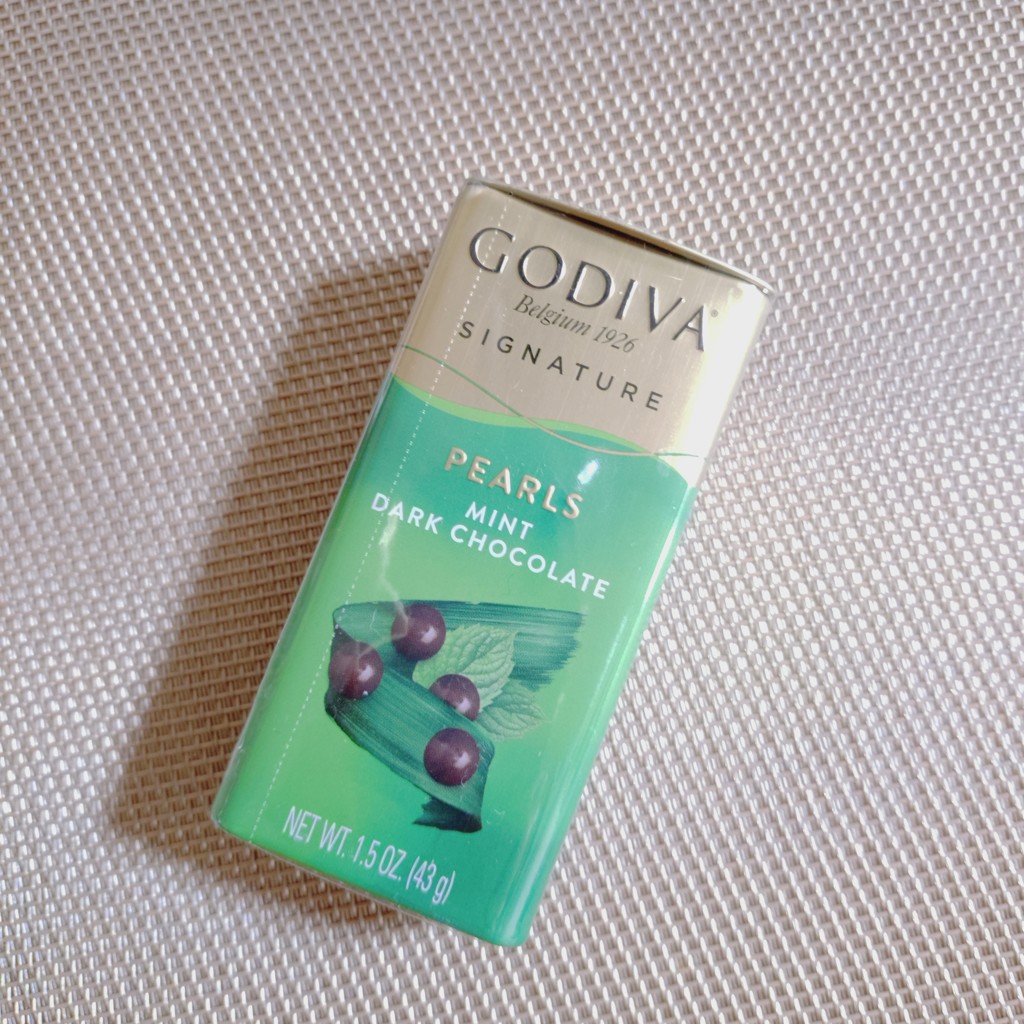 GODIVA
Belgium 1926
SIGNATURE
PEARLS
MINT
DARK CHOCOLATE
NET WT. 1.5 OZ. (43 g)